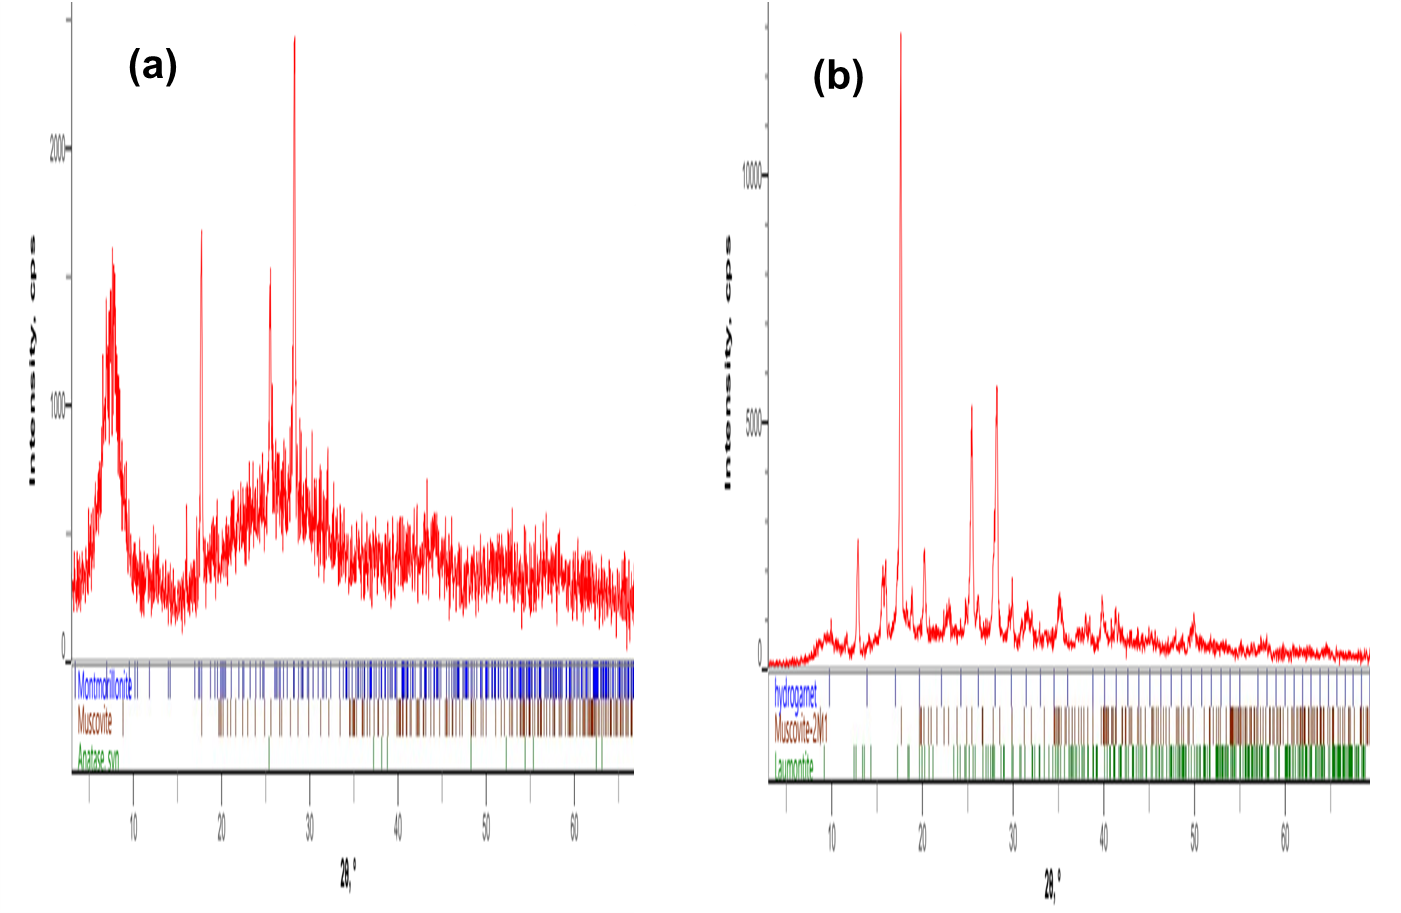 (a)
Intensity. cps
2000
1000
0
Montmorillonite
Muscovite
Anatase, syn
10 20 30 40 50 60
2θ, °
(b)
Intensity. cps
10000
5000
0
hydrogarnet
Muscovite-2M1
Laumontite
10 20 30 40 50 60
2θ, °